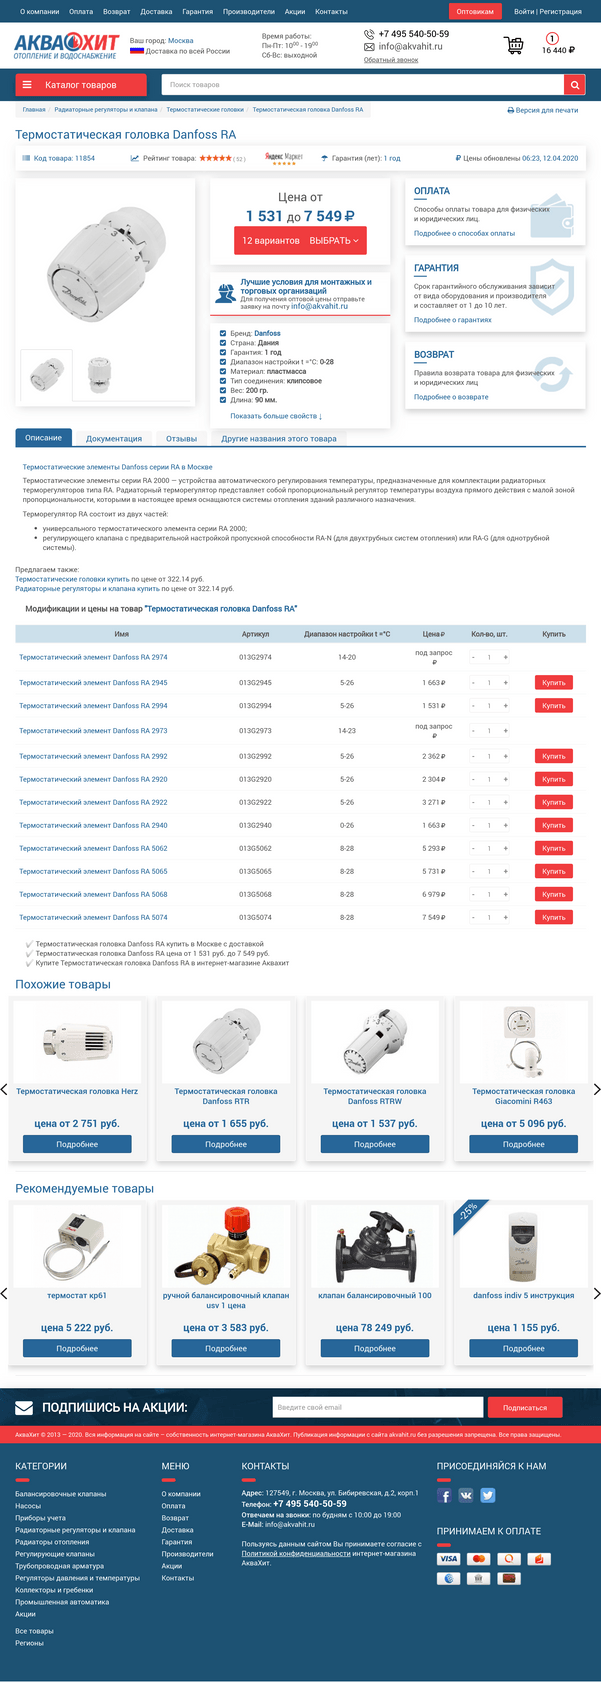 О компании Оплата Возврат Доставка Гарантия Производители Акции Контакты Оптовикам Войти | Регистрация
АКВАХИТ
ОТОПЛЕНИЕ И ВОДОСНАБЖЕНИЕ
Ваш город: Москва
Доставка по всей России
Время работы:
Пн-Пт: 10⁰⁰ - 19⁰⁰
Сб-Вс: выходной
+7 495 540-50-59
info@akvahit.ru
Обратный звонок
1
16 440 ₽
Каталог товаров
Поиск товаров
Главная / Радиаторные регуляторы и клапана / Термостатические головки / Термостатическая головка Danfoss RA
Версия для печати
Термостатическая головка Danfoss RA
Код товара: 11854
Рейтинг товара: ( 52 )
Яндекс Маркет
Гарантия (лет): 1 год
₽ Цены обновлены 06:23, 12.04.2020
Цена от
1 531 до 7 549 ₽
12 вариантов ВЫБРАТЬ
Лучшие условия для монтажных и
торговых организаций
Для получения оптовой цены отправьте
заявку на почту info@akvahit.ru
Бренд: Danfoss
Страна: Дания
Гарантия: 1 год
Диапазон настройки t =°C: 0-28
Материал: пластмасса
Тип соединения: клипсовое
Вес: 200 гр.
Длина: 90 мм.
Показать больше свойств ↓
ОПЛАТА
Способы оплаты товара для физических
и юридических лиц.
Подробнее о способах оплаты
ГАРАНТИЯ
Срок гарантийного обслуживания зависит
от вида оборудования и производителя
и составляет от 1 до 10 лет.
Подробнее о гарантиях
ВОЗВРАТ
Правила возврата товара для физических
и юридических лиц
Подробнее о возврате
Описание Документация Отзывы Другие названия этого товара
Термостатические элементы Danfoss серии RA в Москве
Термостатические элементы серии RA 2000 — устройства автоматического регулирования температуры, предназначенные для комплектации радиаторных
терморегуляторов типа RA. Радиаторный терморегулятор представляет собой пропорциональный регулятор температуры воздуха прямого действия с малой зоной
пропорциональности, которыми в настоящее время оснащаются системы отопления зданий различного назначения.
Терморегулятор RA состоит из двух частей:
• универсального термостатического элемента серии RA 2000;
• регулирующего клапана с предварительной настройкой пропускной способности RA-N (для двухтрубных систем отопления) или RA-G (для однотрубной
системы).
Предлагаем также:
Термостатические головки купить по цене от 322.14 руб.
Радиаторные регуляторы и клапана купить по цене от 322.14 руб.
Модификации и цены на товар "Термостатическая головка Danfoss RA"
Имя Артикул Диапазон настройки t =°C Цена ₽ Кол-во, шт. Купить
Термостатический элемент Danfoss RA 2974 013G2974 14-20 под запрос ₽ - 1 +
Термостатический элемент Danfoss RA 2945 013G2945 5-26 1 663 ₽ - 1 + Купить
Термостатический элемент Danfoss RA 2994 013G2994 5-26 1 531 ₽ - 1 + Купить
Термостатический элемент Danfoss RA 2973 013G2973 14-23 под запрос ₽ - 1 +
Термостатический элемент Danfoss RA 2992 013G2992 5-26 2 362 ₽ - 1 + Купить
Термостатический элемент Danfoss RA 2920 013G2920 5-26 2 304 ₽ - 1 + Купить
Термостатический элемент Danfoss RA 2922 013G2922 5-26 3 271 ₽ - 1 + Купить
Термостатический элемент Danfoss RA 2940 013G2940 0-26 1 663 ₽ - 1 + Купить
Термостатический элемент Danfoss RA 5062 013G5062 8-28 5 293 ₽ - 1 + Купить
Термостатический элемент Danfoss RA 5065 013G5065 8-28 5 731 ₽ - 1 + Купить
Термостатический элемент Danfoss RA 5068 013G5068 8-28 6 979 ₽ - 1 + Купить
Термостатический элемент Danfoss RA 5074 013G5074 8-28 7 549 ₽ - 1 + Купить
Термостатическая головка Danfoss RA купить в Москве с доставкой
Термостатическая головка Danfoss RA цена от 1 531 руб. до 7 549 руб.
Купите Термостатическая головка Danfoss RA в интернет-магазине Аквахит
Похожие товары
Термостатическая головка Herz
цена от 2 751 руб.
Подробнее
Термостатическая головка
Danfoss RTR
цена от 1 655 руб.
Подробнее
Термостатическая головка
Danfoss RTRW
цена от 1 537 руб.
Подробнее
Термостатическая головка
Giacomini R463
цена от 5 096 руб.
Подробнее
Рекомендуемые товары
термостат кр61
цена 5 222 руб.
Подробнее
ручной балансировочный клапан
usv 1 цена
цена от 3 583 руб.
Подробнее
клапан балансировочный 100
цена 78 249 руб.
Подробнее
-25%
danfoss indiv 5 инструкция
цена 1 155 руб.
Подробнее
ПОДПИШИСЬ НА АКЦИИ:
Введите свой email
Подписаться
АкваХит © 2013 — 2020. Вся информация на сайте – собственность интернет-магазина АкваХит. Публикация информации с сайта akvahit.ru без разрешения запрещена. Все права защищены.
КАТЕГОРИИ
Балансировочные клапаны
Насосы
Приборы учета
Радиаторные регуляторы и клапана
Радиаторы отопления
Регулирующие клапаны
Трубопроводная арматура
Регуляторы давления и температуры
Коллекторы и гребенки
Промышленная автоматика
Акции
Все товары
Регионы
МЕНЮ
О компании
Оплата
Возврат
Доставка
Гарантия
Производители
Акции
Контакты
КОНТАКТЫ
Адрес: 127549, г. Москва, ул. Бибиревская, д.2, корп.1
Телефон: +7 495 540-50-59
Отвечаем на звонки: по будням с 10:00 до 19:00
E-Mail: info@akvahit.ru
Пользуясь данным сайтом Вы принимаете согласие с
Политикой конфиденциальности интернет-магазина
АкваХит.
ПРИСОЕДИНЯЙСЯ К НАМ
ПРИНИМАЕМ К ОПЛАТЕ
VISA